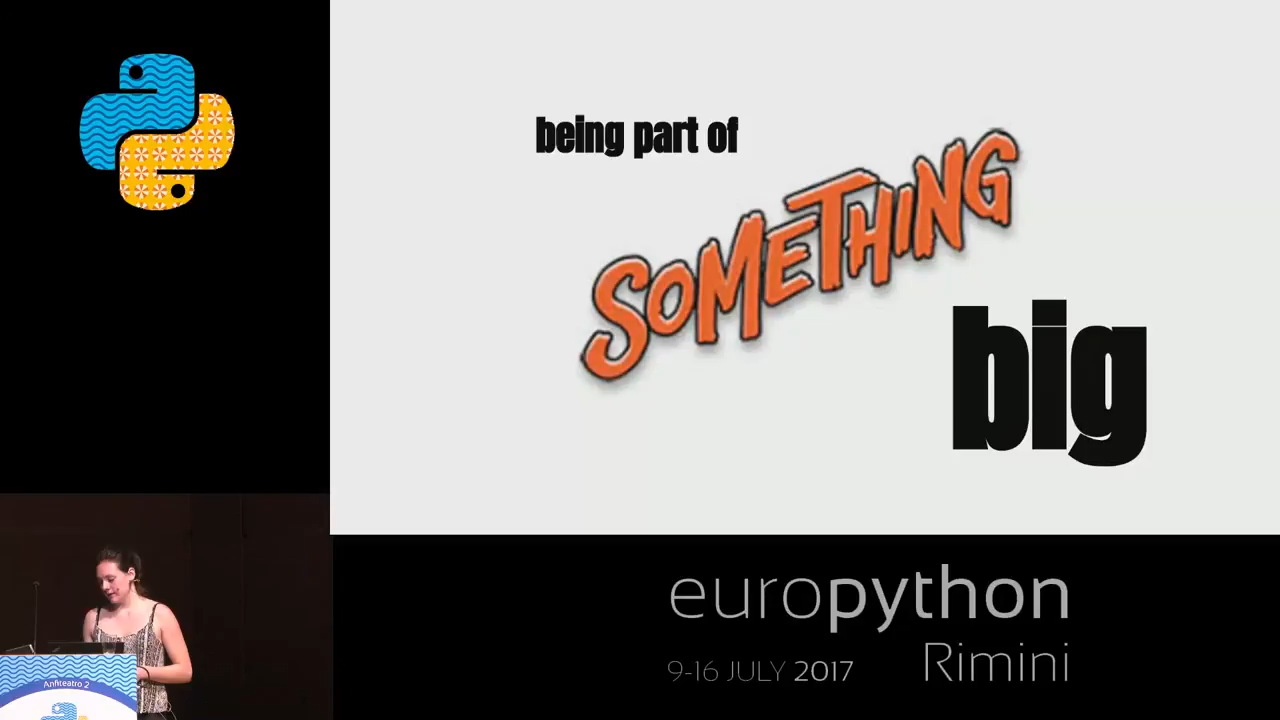 being part of
SOMETHING
big
europython
9-16 JULY 2017
Rimini
Anfiteatro 2